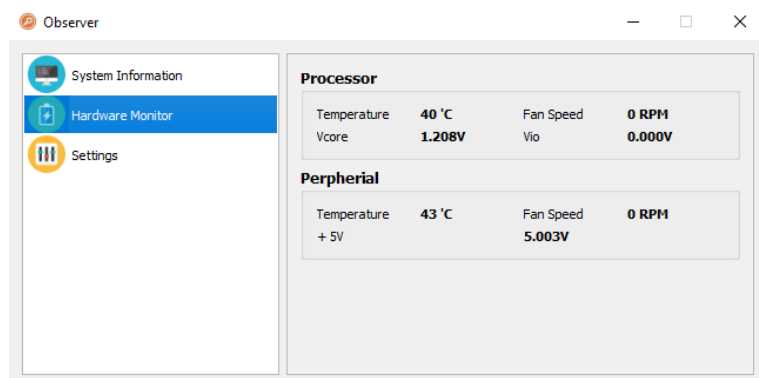 Observer
System Information
Hardware Monitor
Settings
Processor
Temperature 40 'C Fan Speed 0 RPM
Vcore 1.208V Vio 0.000V
Perpherial
Temperature 43 'C Fan Speed 0 RPM
+ 5V 5.003V